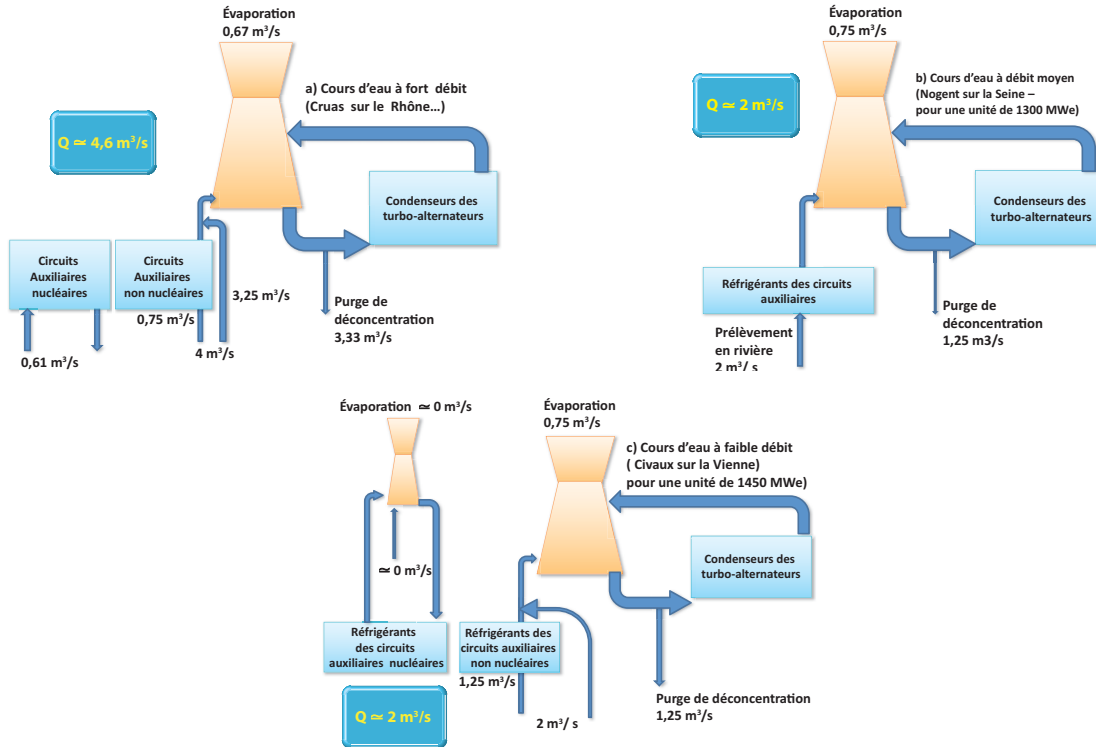 Évaporation
0,67 m³/s
a) Cours d'eau à fort débit
(Cruas sur le Rhône...)
Q ≃ 4,6 m³/s
Condenseurs des
turbo-alternateurs
Circuits
Auxiliaires
nucléaires
Circuits
Auxiliaires
non nucléaires
3,25 m³/s
0,75 m³/s
0,61 m³/s
4 m³/s
Purge de
déconcentration
3,33 m³/s
Évaporation
0,75 m³/s
b) Cours d'eau à débit moyen
(Nogent sur la Seine –
pour une unité de 1300 MWe)
Q ≃ 2 m³/s
Condenseurs des
turbo-alternateurs
Réfrigérants des circuits
auxiliaires
Prélèvement
en rivière
2 m³/ s
Purge de
déconcentration
1,25 m3/s
Évaporation ≃ 0 m³/s
≃ 0 m³/s
Réfrigérants
des circuits
auxiliaires nucléaires
Q ≃ 2 m³/s
Évaporation
0,75 m³/s
c) Cours d'eau à faible débit
( Civaux sur la Vienne)
pour une unité de 1450 MWe)
Condenseurs des
turbo-alternateurs
Réfrigérants des
circuits auxiliaires
non nucléaires
1,25 m³/s
2 m³/ s
Purge de déconcentration
1,25 m³/s